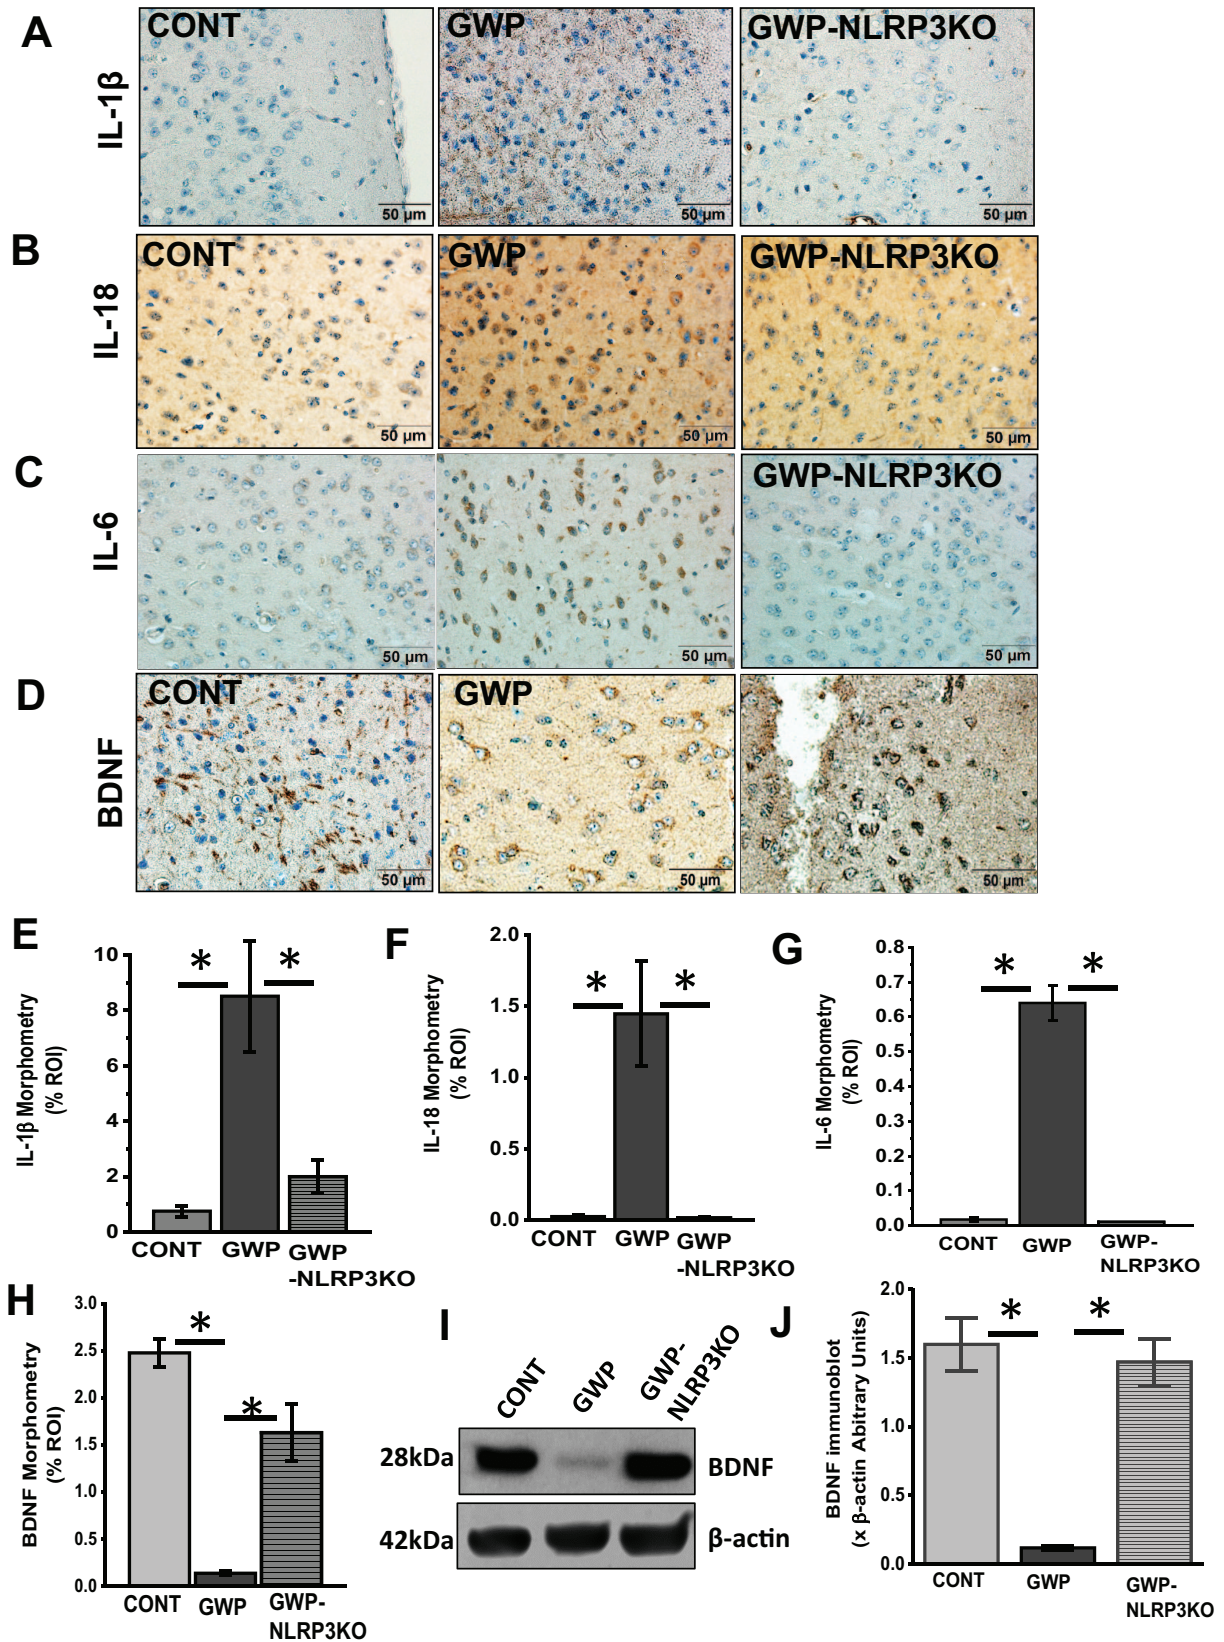 A
CONT
GWP
GWP-NLRP3KO
IL-1β
50 µm
50 µm
50 µm
B
CONT
GWP
GWP-NLRP3KO
IL-18
50 µm
50 µm
50 µm
C
GWP-NLRP3KO
IL-6
50 µm
50 µm
50 µm
D
CONT
GWP
BDNF
50 µm
50 µm
50 µm
E
IL-1β Morphometry
(% ROI)
10
8
6
4
2
0
*
*
CONT
GWP
GWP
-NLRP3KO
F
IL-18 Morphometry
(% ROI)
2.0
1.5
1.0
0.5
0.0
*
*
CONT
GWP
GWP
-NLRP3KO
G
IL-6 Morphometry
(% ROI)
0.8
0.7
0.6
0.5
0.4
0.3
0.2
0.1
0.0
*
*
CONT
GWP
GWP-
NLRP3KO
H
BDNF Morphometry
(% ROI)
3.0
2.5
2.0
1.5
1.0
0.5
0.0
*
*
CONT
GWP
GWP-
NLRP3KO
I
CONT
GWP
GWP-
NLRP3KO
28kDa
BDNF
42kDa
β-actin
J
BDNF immunoblot
(x β-actin Abitrary Units)
2.0
1.5
1.0
0.5
0.0
*
*
CONT
GWP
GWP-
NLRP3KO